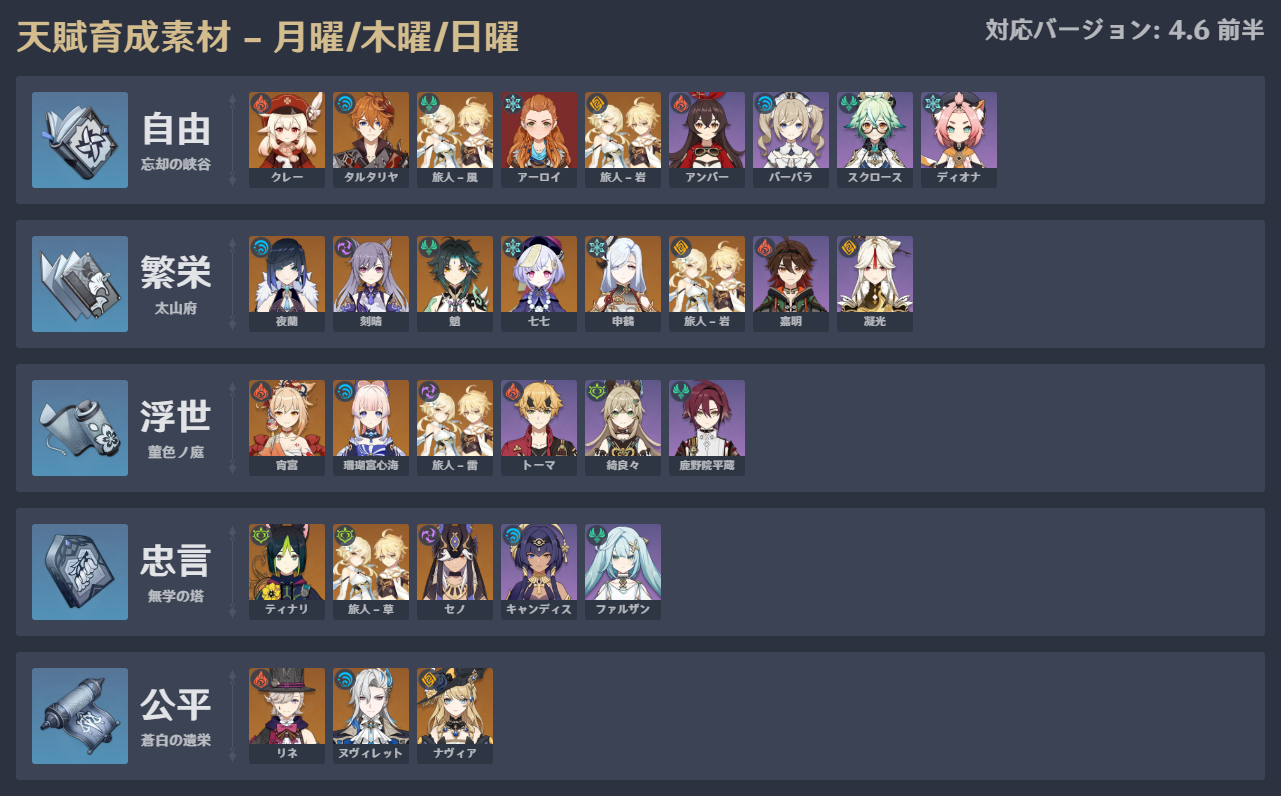 天賦育成素材 – 月曜/木曜/日曜
対応バージョン: 4.6 前半
自由
忘却の峡谷
クレー
タルタリヤ
旅人 – 風
アーロイ
旅人 – 岩
アンバー
バーバラ
スクロース
ディオナ
繁栄
太山府
夜蘭
刻晴
魈
七七
申鶴
旅人 – 岩
嘉明
凝光
浮世
菫色ノ庭
宵宮
珊瑚宮心海
旅人 – 雷
トーマ
綺良々
鹿野院平蔵
忠言
無学の塔
ティナリ
旅人 – 草
セノ
キャンディス
ファルザン
公平
蒼白の遺栄
リネ
ヌヴィレット
ナヴィア